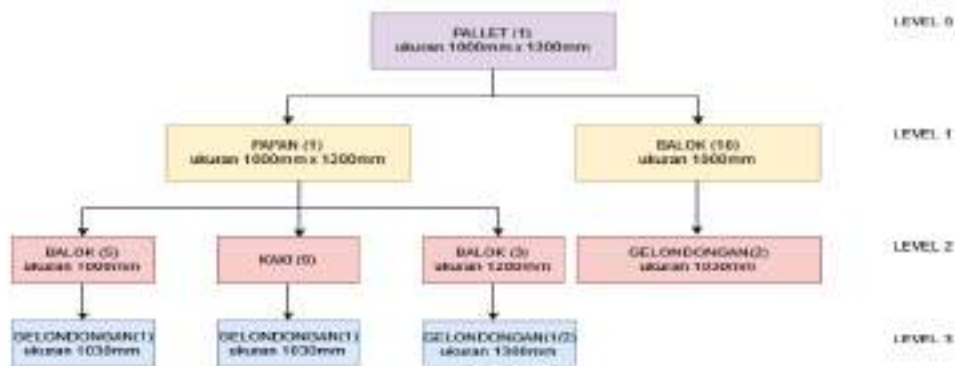 LEVEL 0
PALLET (1)
ukuran 1000mm x 1200mm
LEVEL 1
PAPAN (1)
ukuran 1000mm x 1200mm
BALOK (10)
ukuran 1000mm
LEVEL 2
BALOK (5)
ukuran 1000mm
KAKI (9)
BALOK (3)
ukuran 1200mm
GELONDONGAN(2)
ukuran 1030mm
LEVEL 3
GELONDONGAN(1)
ukuran 1030mm
GELONDONGAN(1)
ukuran 1030mm
GELONDONGAN(1/2)
ukuran 1300mm